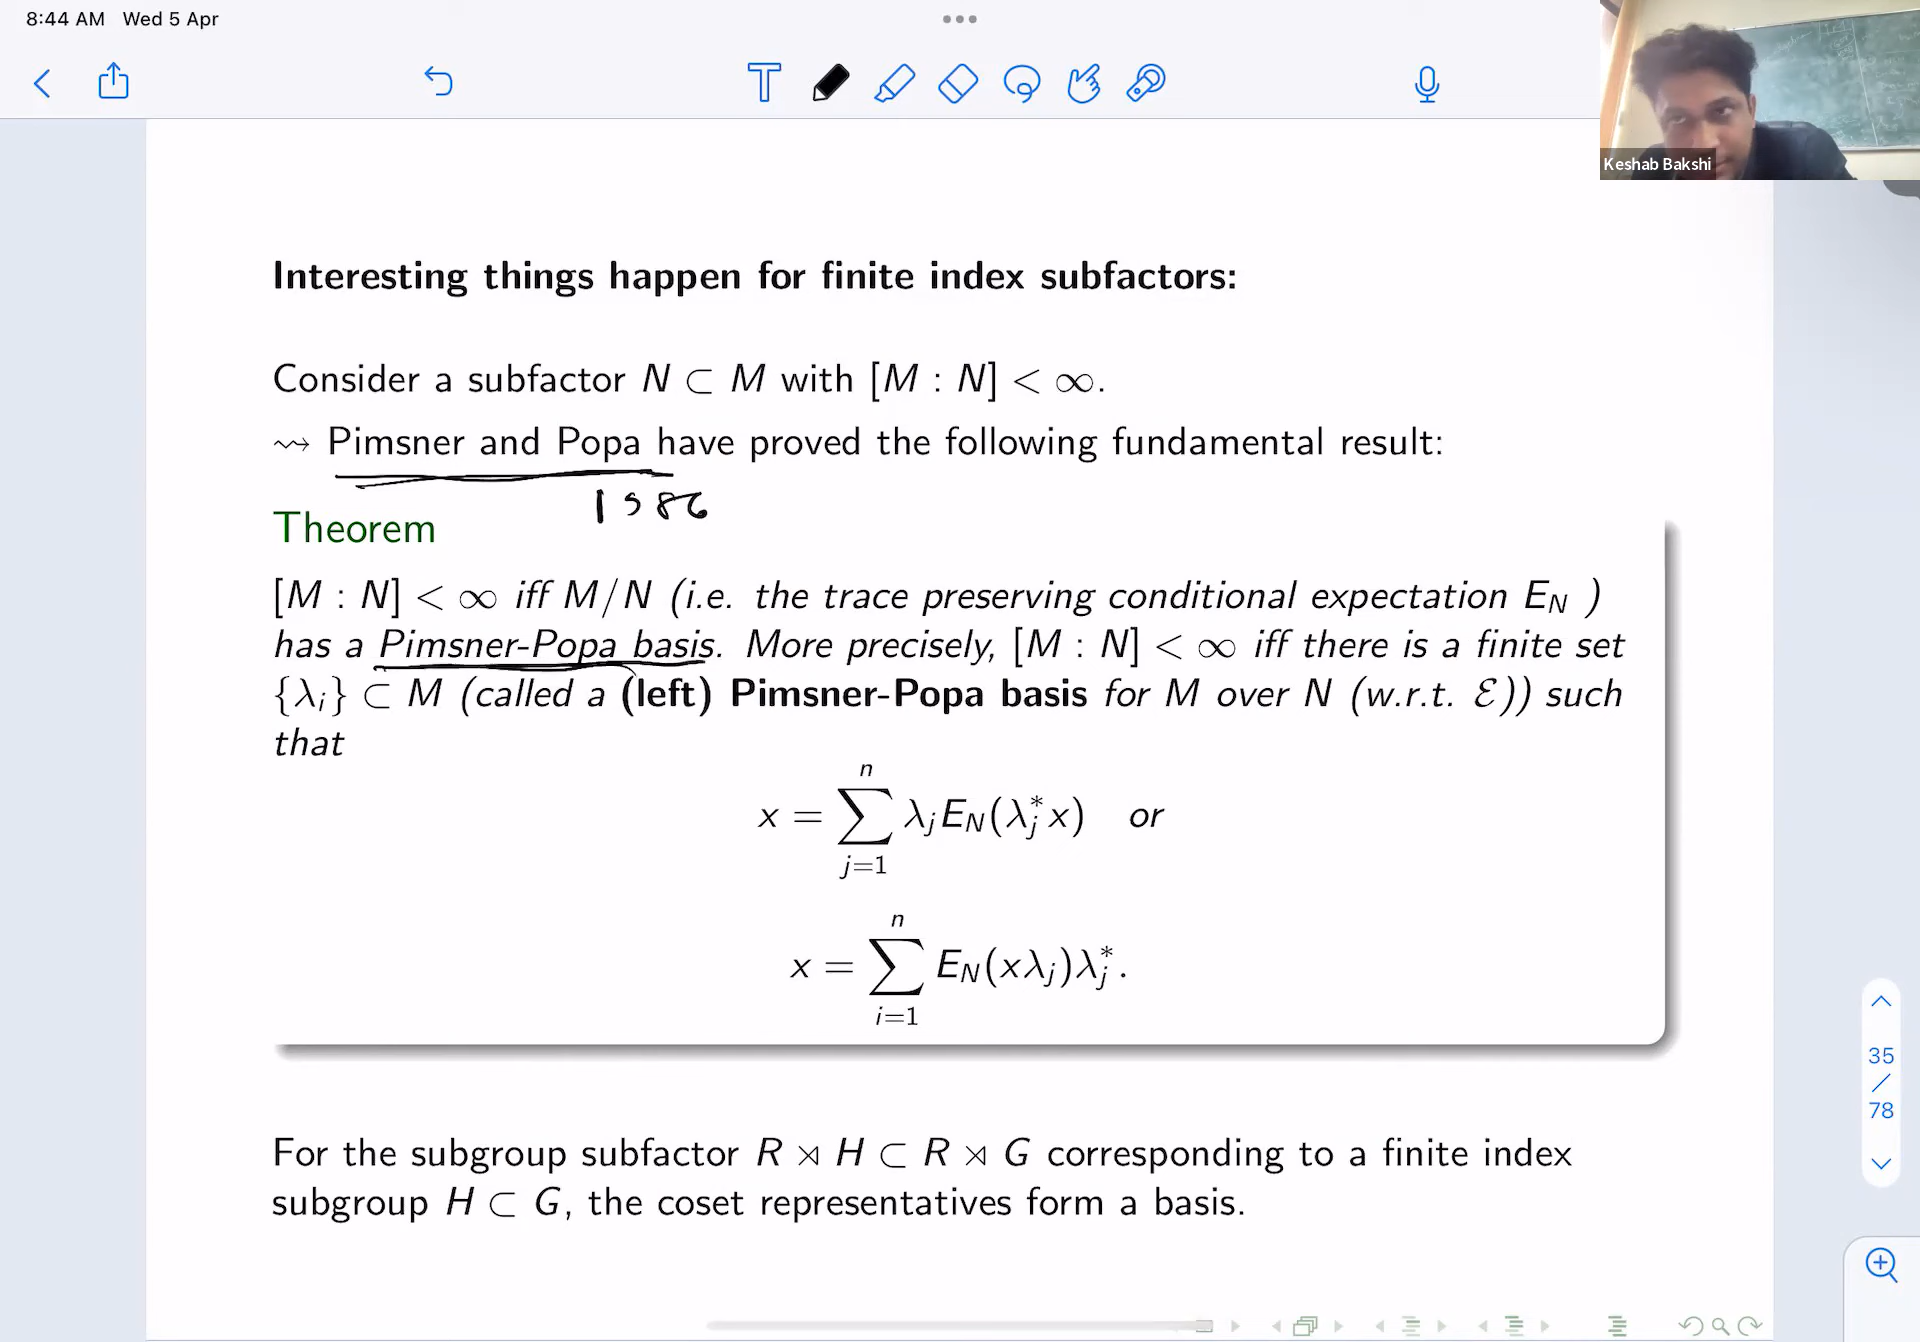 8:44 AM Wed 5 Apr
Keshab Bakshi
Interesting things happen for finite index subfactors:
Consider a subfactor N ⊂ M with [M : N] < ∞.
⇝ Pimsner and Popa have proved the following fundamental result:
1986
Theorem
[M : N] < ∞ iff M/N (i.e. the trace preserving conditional expectation E_N )
has a Pimsner-Popa basis. More precisely, [M : N] < ∞ iff there is a finite set
{λ_i} ⊂ M (called a (left) Pimsner-Popa basis for M over N (w.r.t. ℰ)) such
that
x = ∑_{j=1}^{n} λ_j E_N(λ_j^* x) or
x = ∑_{i=1}^{n} E_N(xλ_j)λ_j^*.
For the subgroup subfactor R ⋊ H ⊂ R ⋊ G corresponding to a finite index
subgroup H ⊂ G, the coset representatives form a basis.
35
/
78